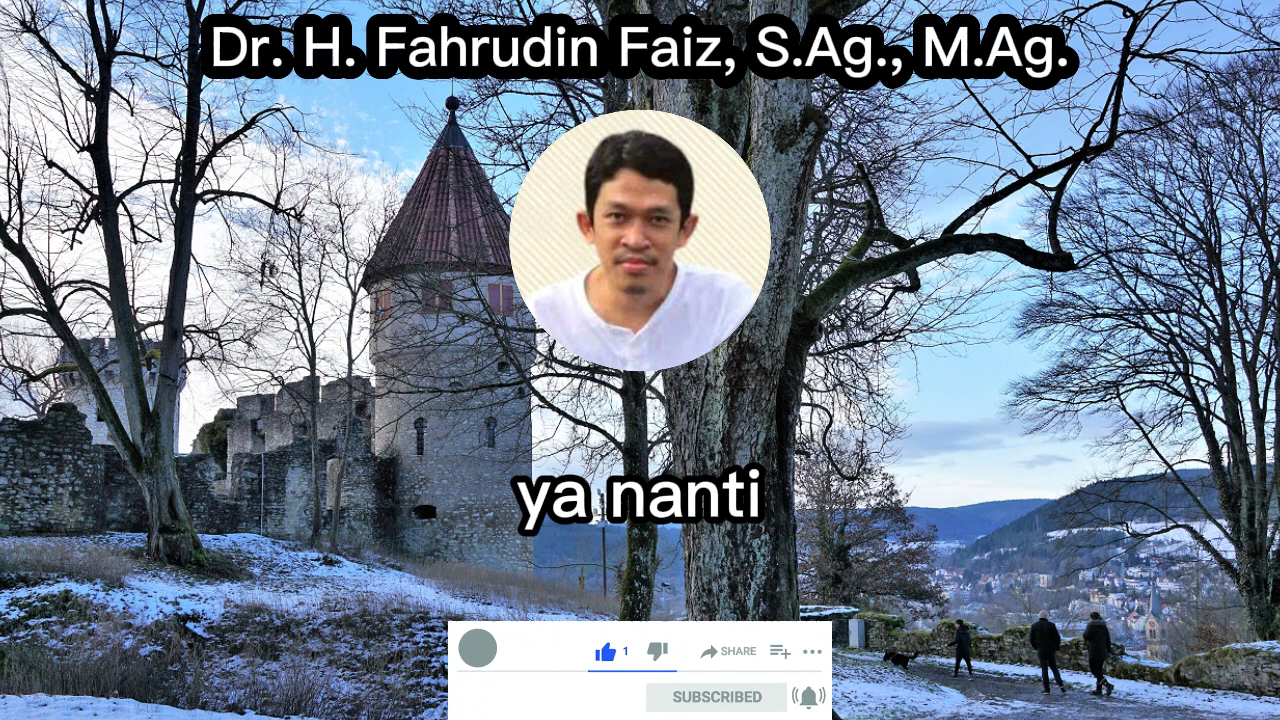 Dr. H. Fahrudin Faiz, S.Ag., M.Ag.
ya nanti
1 SHARE
SUBSCRIBED